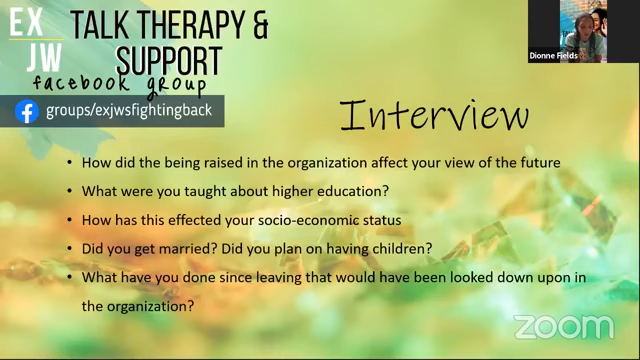 EX TALK THERAPY &
JW SUPPORT
facebook group
groups/exjwsfightingback
Dionne Fields
Interview
• How did the being raised in the organization affect your view of the future
• What were you taught about higher education?
• How has this effected your socio-economic status
• Did you get married? Did you plan on having children?
• What have you done since leaving that would have been looked down upon in
the organization?
zoom